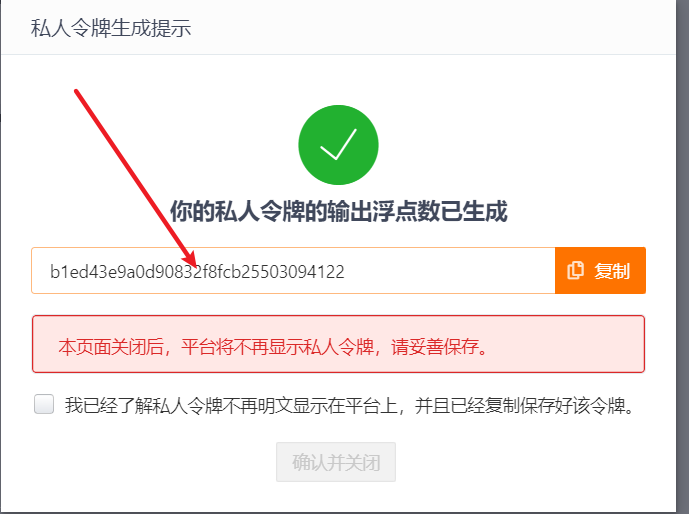 私人令牌生成提示
你的私人令牌的输出浮点数已生成
b1ed43e9a0d90832f8fcb25503094122
复制
本页面关闭后，平台将不再显示私人令牌，请妥善保存。
我已经了解私人令牌不再明文显示在平台上，并且已经复制保存好该令牌。
确认并关闭